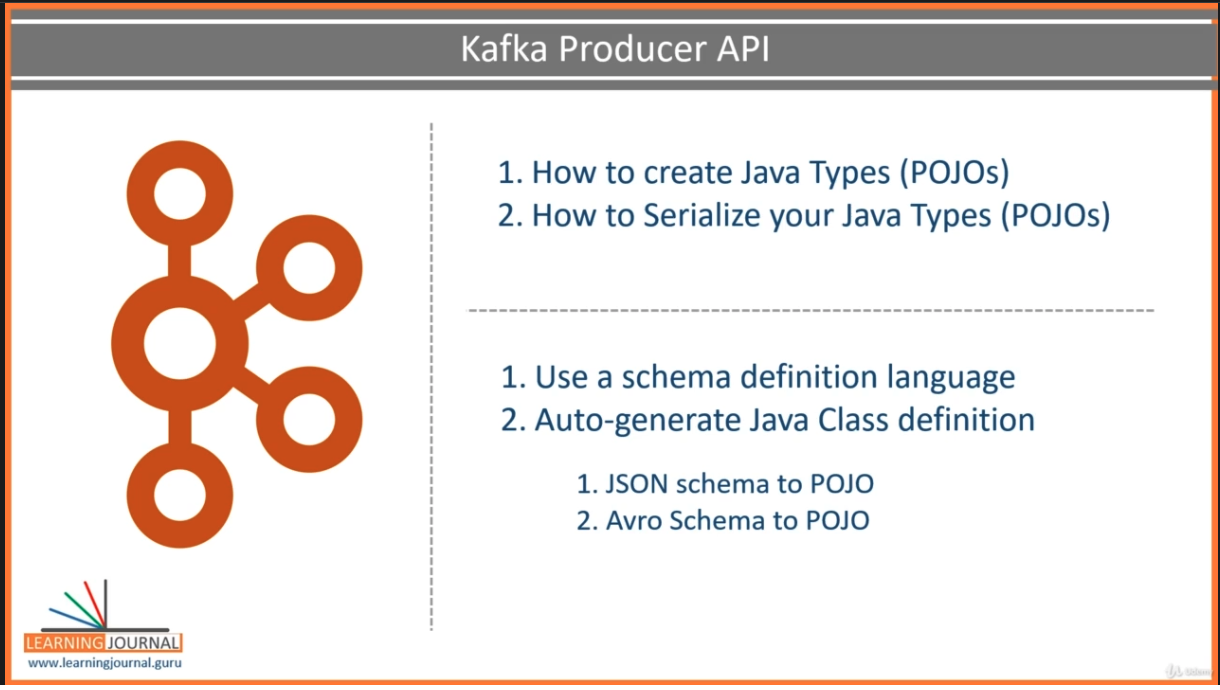 Kafka Producer API
1. How to create Java Types (POJOs)
2. How to Serialize your Java Types (POJOs)
1. Use a schema definition language
2. Auto-generate Java Class definition
1. JSON schema to POJO
2. Avro Schema to POJO
LEARNING JOURNAL
www.learningjournal.guru
Udemy